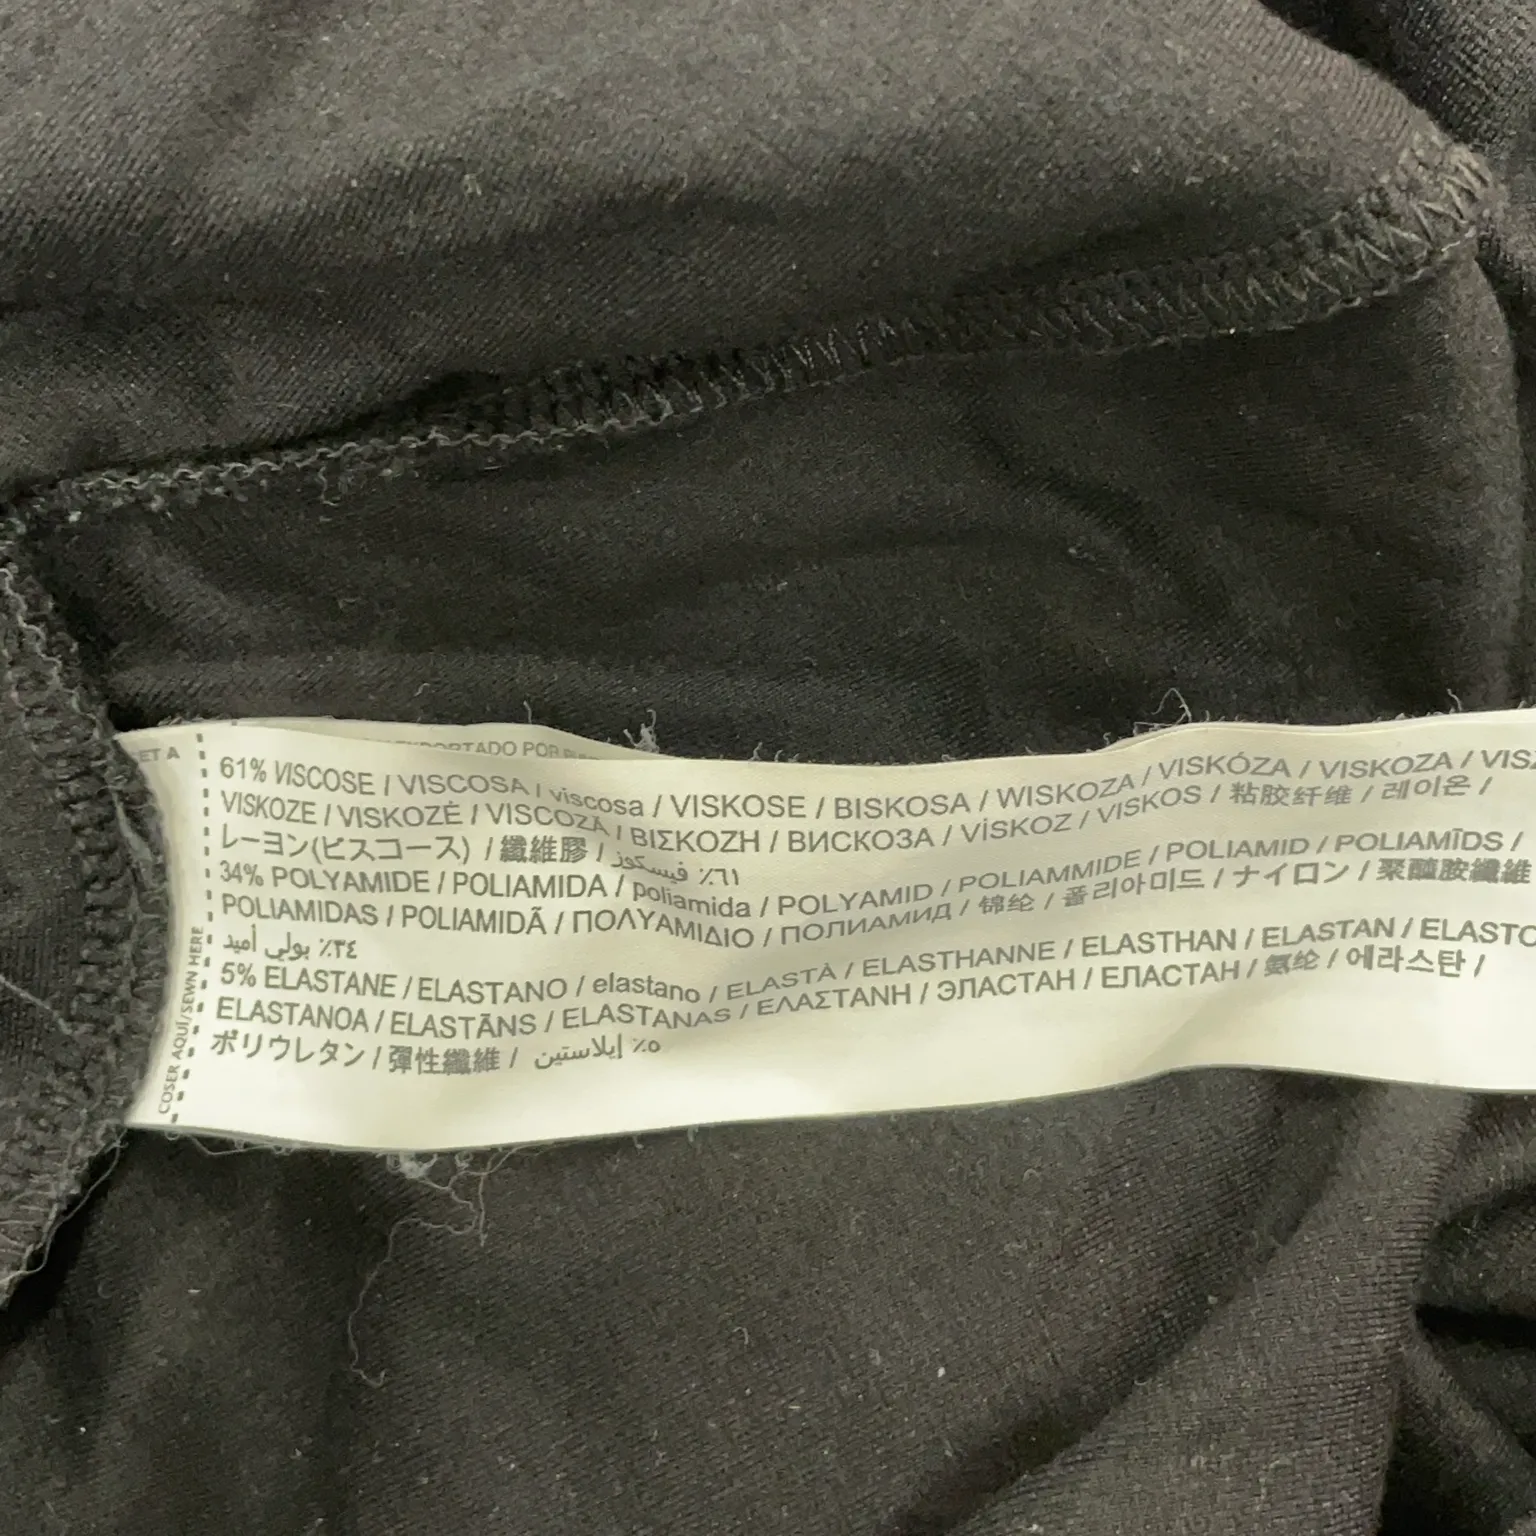 ET A
EXPORTADO POR
61% VISCOSE / VISCOSA / viscosa / VISKOSE / BISKOSA / WISKOZA / VISKÓZA / VISKOZA /
VISKOZE / VISKOZĖ / VISCOZĂ / ΒΙΣΚΟΖΗ / ВИСКОЗА / VİSKOZ / VISKOS / 粘胶纤维 / 레이온 /
レーヨン(ビスコース) / 纖維膠 / ٦١٪ فيسكوز
34% POLYAMIDE / POLIAMIDA / poliamida / POLYAMID / POLIAMMIDE / POLIAMID / POLIAMĪDS /
POLIAMIDAS / POLIAMIDĂ / ΠΟΛΥΑΜΙΔΙΟ / ПОЛИАМИД / 锦纶 / 폴리아미드 / ナイロン / 聚醯胺纖維
٣٤٪ بولي أميد
5% ELASTANE / ELASTANO / elastano / ELASTÀ / ELASTHANNE / ELASTHAN / ELASTAN /
ELASTANOA / ELASTĀNS / ELASTANAS / ΕΛΑΣΤΑΝΗ / ЭЛАСТАН / ЕЛАСТАН / 氨纶 / 에라스탄 /
ポリウレタン / 彈性纖維 / ٥٪ إيلاستين
COSER AQUÍ/SEWN HERE